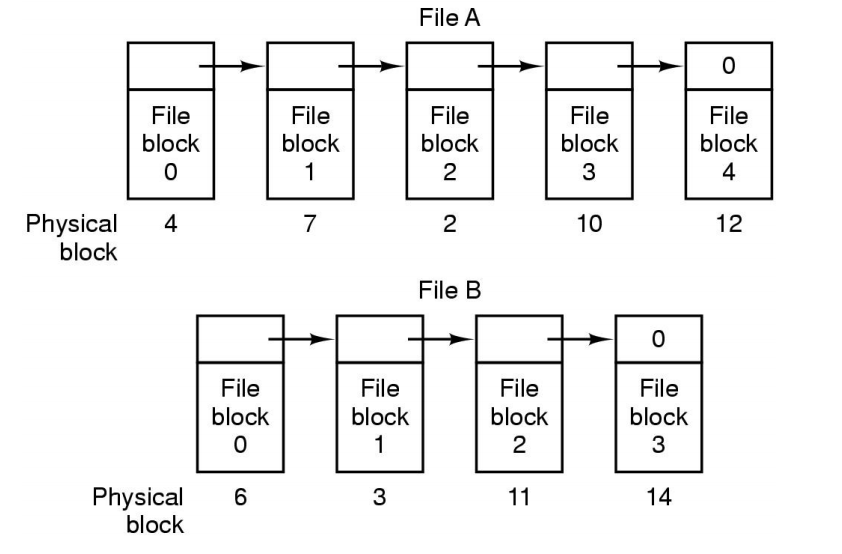 File A
0
File block 0
File block 1
File block 2
File block 3
File block 4
Physical block
4 7 2 10 12
File B
0
File block 0
File block 1
File block 2
File block 3
Physical block
6 3 11 14